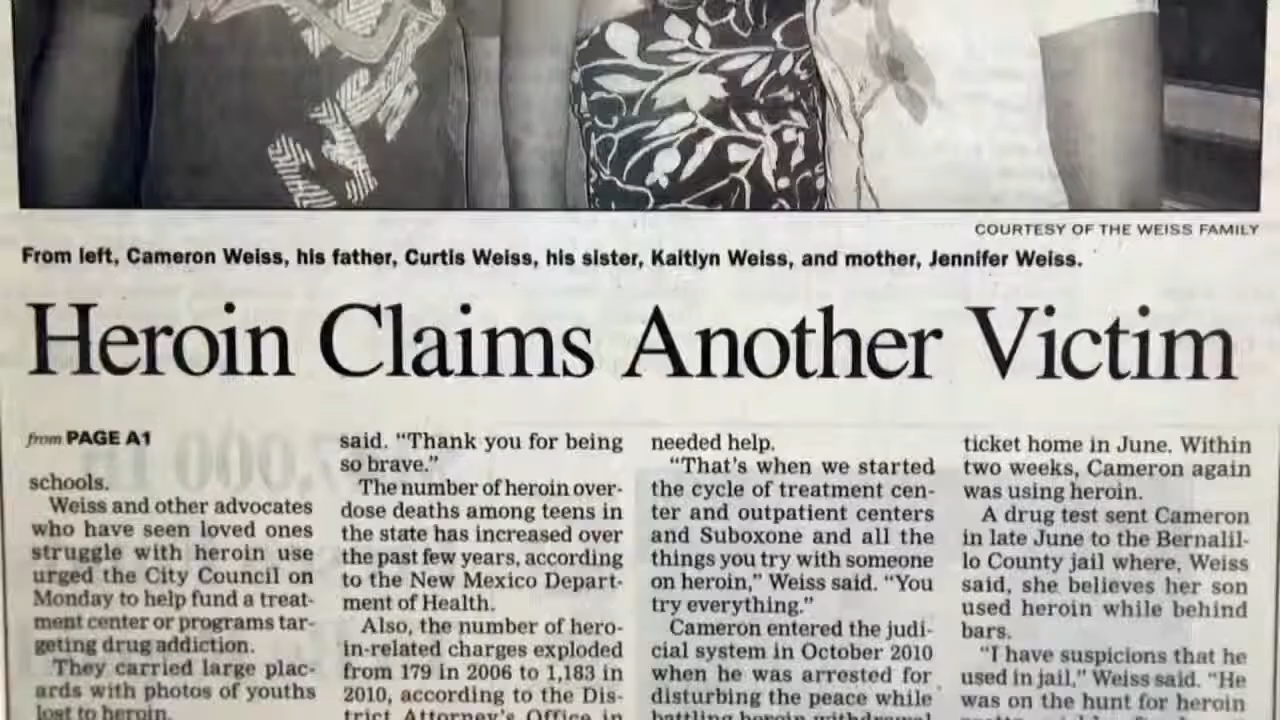 COURTESY OF THE WEISS FAMILY
From left, Cameron Weiss, his father, Curtis Weiss, his sister, Kaitlyn Weiss, and mother, Jennifer Weiss.
Heroin Claims Another Victim
from PAGE A1
schools.
Weiss and other advocates
who have seen loved ones
struggle with heroin use
urged the City Council on
Monday to help fund a treat-
ment center or programs tar-
geting drug addiction.
They carried large plac-
ards with photos of youths
lost to heroin.
said. “Thank you for being
so brave.”
The number of heroin over-
dose deaths among teens in
the state has increased over
the past few years, according
to the New Mexico Depart-
ment of Health.
Also, the number of hero-
in-related charges exploded
from 179 in 2006 to 1,183 in
2010, according to the Dis-
trict Attorney's Office in
needed help.
“That's when we started
the cycle of treatment cen-
ter and outpatient centers
and Suboxone and all the
things you try with someone
on heroin,” Weiss said. “You
try everything.”
Cameron entered the judi-
cial system in October 2010
when he was arrested for
disturbing the peace while
battling heroin withdrawal
ticket home in June. Within
two weeks, Cameron again
was using heroin.
A drug test sent Cameron
in late June to the Bernalil-
lo County jail where, Weiss
said, she believes her son
used heroin while behind
bars.
“I have suspicions that he
used in jail,” Weiss said. “He
was on the hunt for heroin